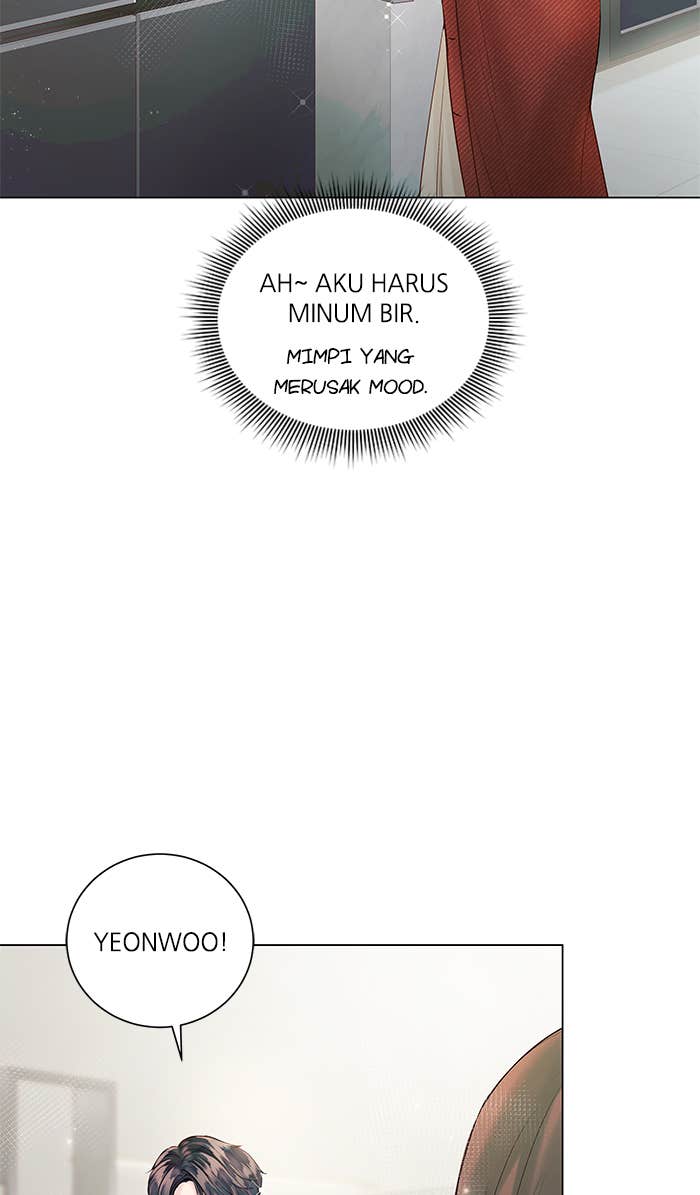 AH~ AKU HARUS
MINUM BIR.
MIMPI YANG
MERUSAK MOOD.
YEONWOO!